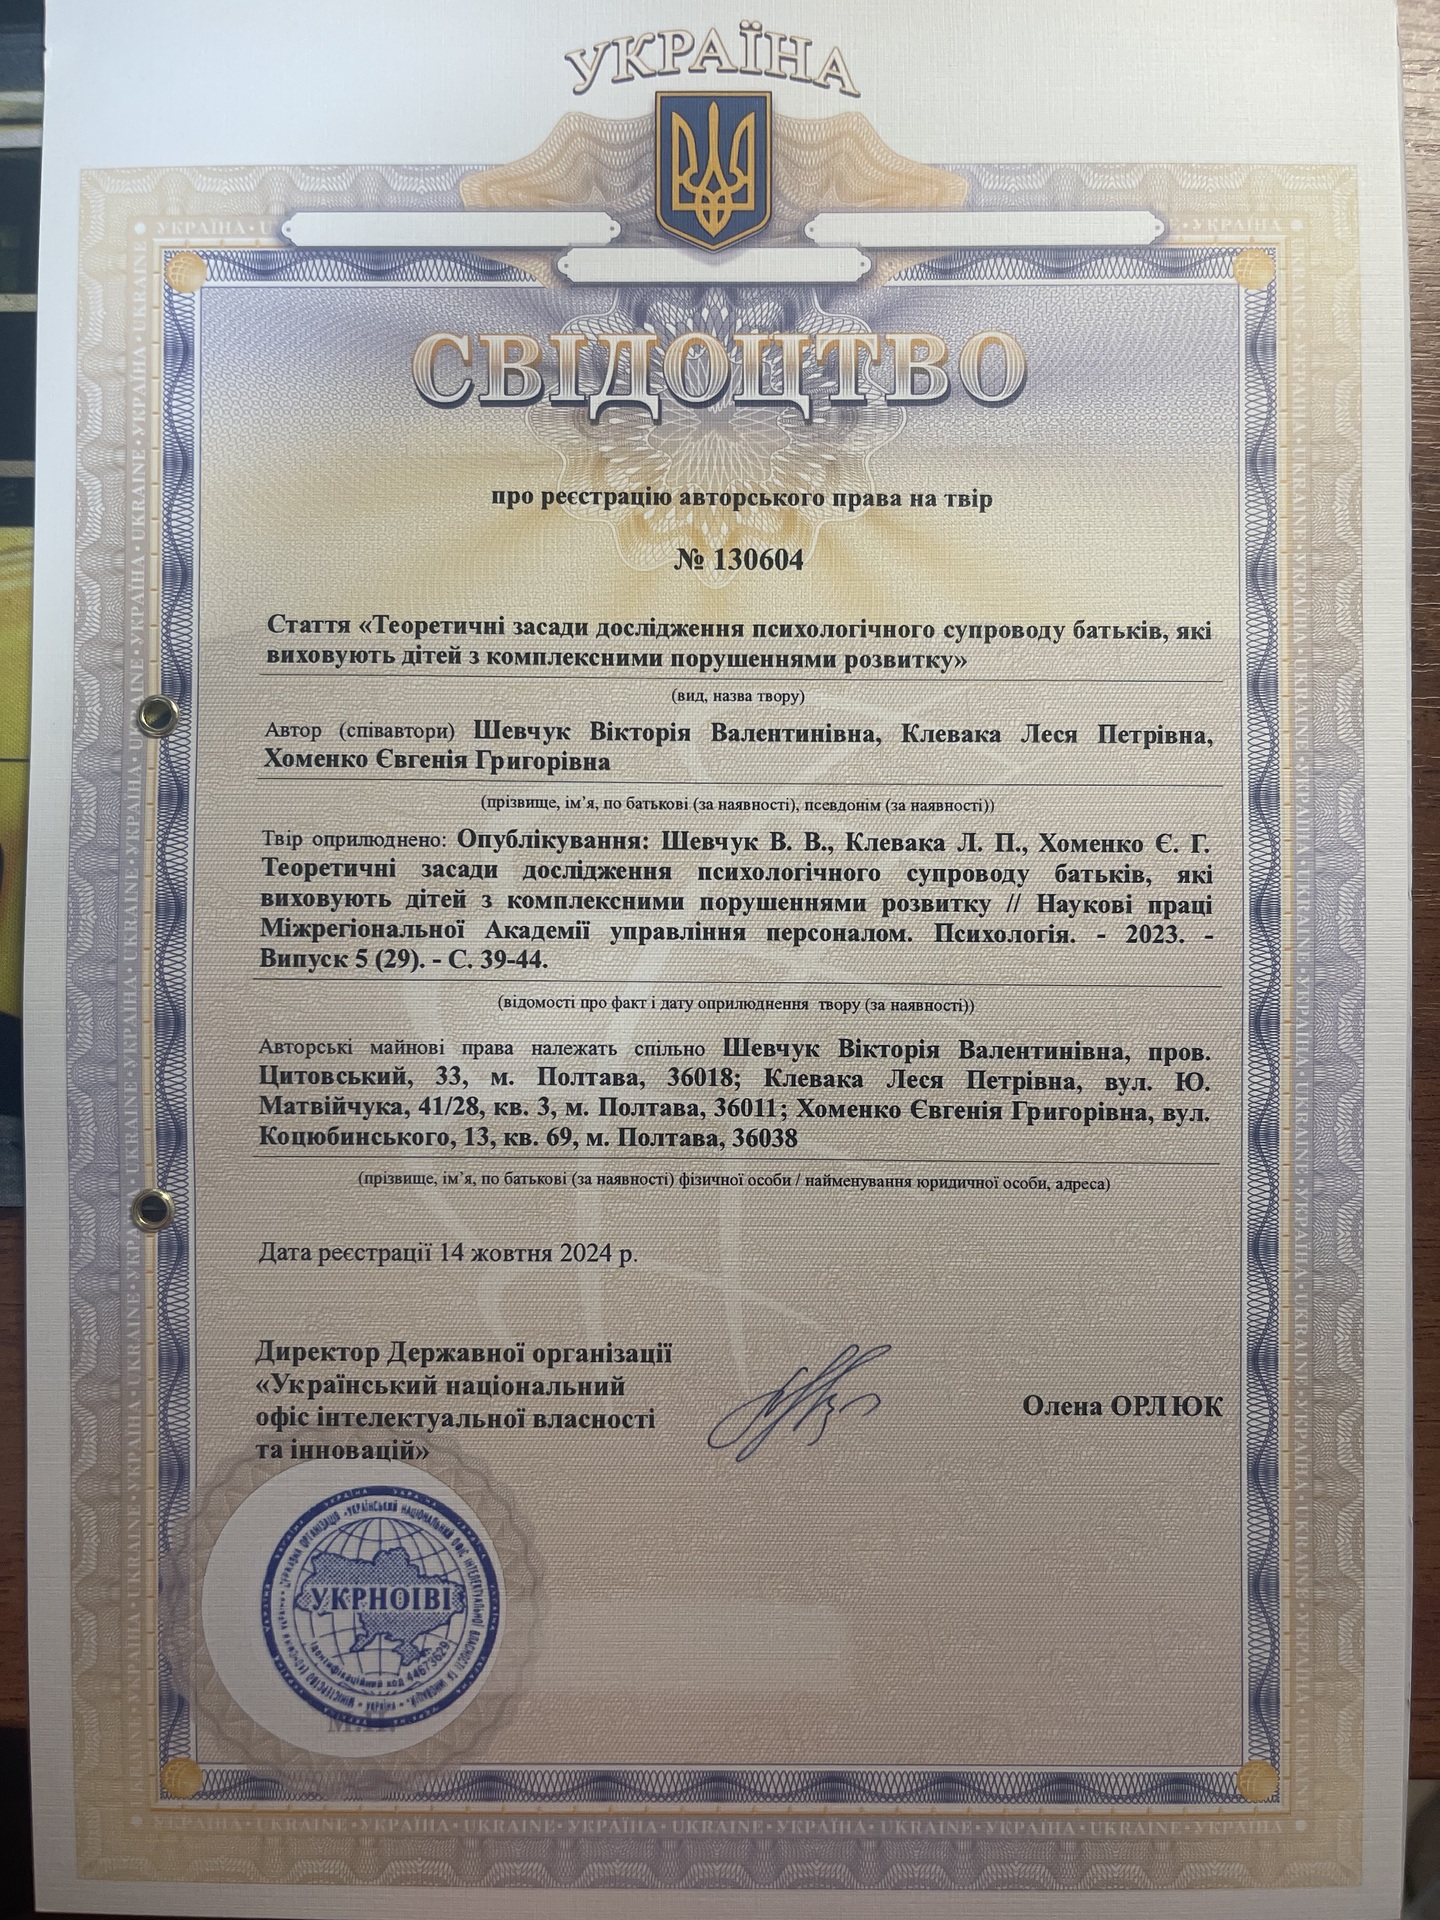 УКРАЇНА
СВІДОЦТВО
про реєстрацію авторського права на твір
№ 130604
Стаття «Теоретичні засади дослідження психологічного супроводу батьків, які
виховують дітей з комплексними порушеннями розвитку»
(вид, назва твору)
Автор (співавтори) Шевчук Вікторія Валентинівна, Клевака Леся Петрівна,
Хоменко Євгенія Григорівна
(прізвище, ім’я, по батькові (за наявності), псевдонім (за наявності))
Твір оприлюднено: Опублікування: Шевчук В. В., Клевака Л. П., Хоменко Є. Г.
Теоретичні засади дослідження психологічного супроводу батьків, які
виховують дітей з комплексними порушеннями розвитку // Наукові праці
Міжрегіональної Академії управління персоналом. Психологія. - 2023. -
Випуск 5 (29). - С. 39-44.
(відомості про факт і дату оприлюднення твору (за наявності))
Авторські майнові права належать спільно Шевчук Вікторія Валентинівна, пров.
Цитовський, 33, м. Полтава, 36018; Клевака Леся Петрівна, вул. Ю.
Матвійчука, 41/28, кв. 3, м. Полтава, 36011; Хоменко Євгенія Григорівна, вул.
Коцюбинського, 13, кв. 69, м. Полтава, 36038
(прізвище, ім’я, по батькові (за наявності) фізичної особи / найменування юридичної особи, адреса)
Дата реєстрації 14 жовтня 2024 р.
Директор Державної організації
«Український національний
офіс інтелектуальної власності
та інновацій»
Олена ОРЛЮК
УКРНОІВІ
Ідентифікаційний код 44673629
М.П.